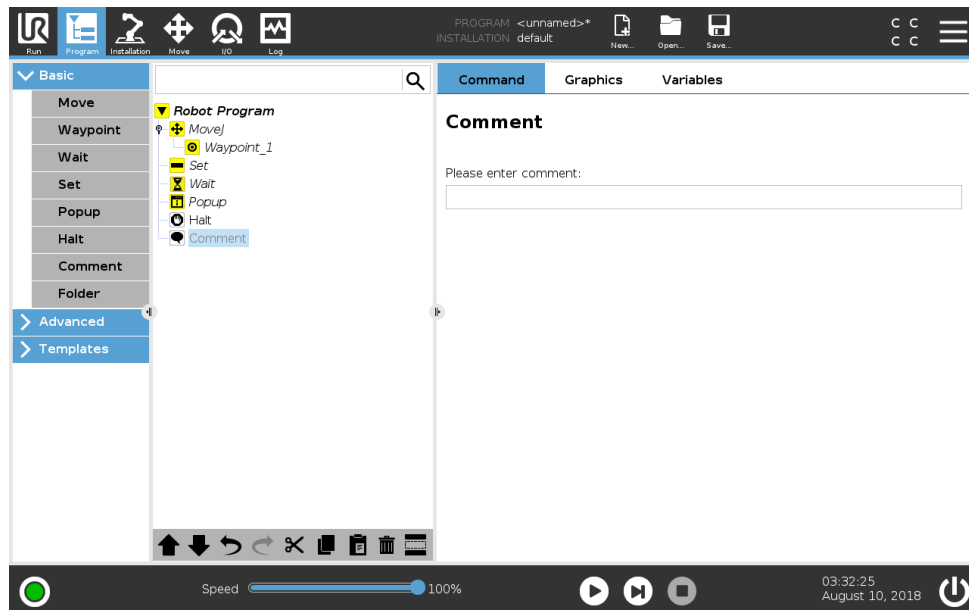 PROGRAM <unnamed>*
INSTALLATION default
UR
Run
Program
Installation
Move
I/O
Log
New...
Open...
Save...
C C
C C
Basic
Move
Waypoint
Wait
Set
Popup
Halt
Comment
Folder
Advanced
Templates
Robot Program
MoveJ
Waypoint_1
Set
Wait
Popup
Halt
Comment
Command Graphics Variables
Comment
Please enter comment:
Speed 100%
03:32:25
August 10, 2018